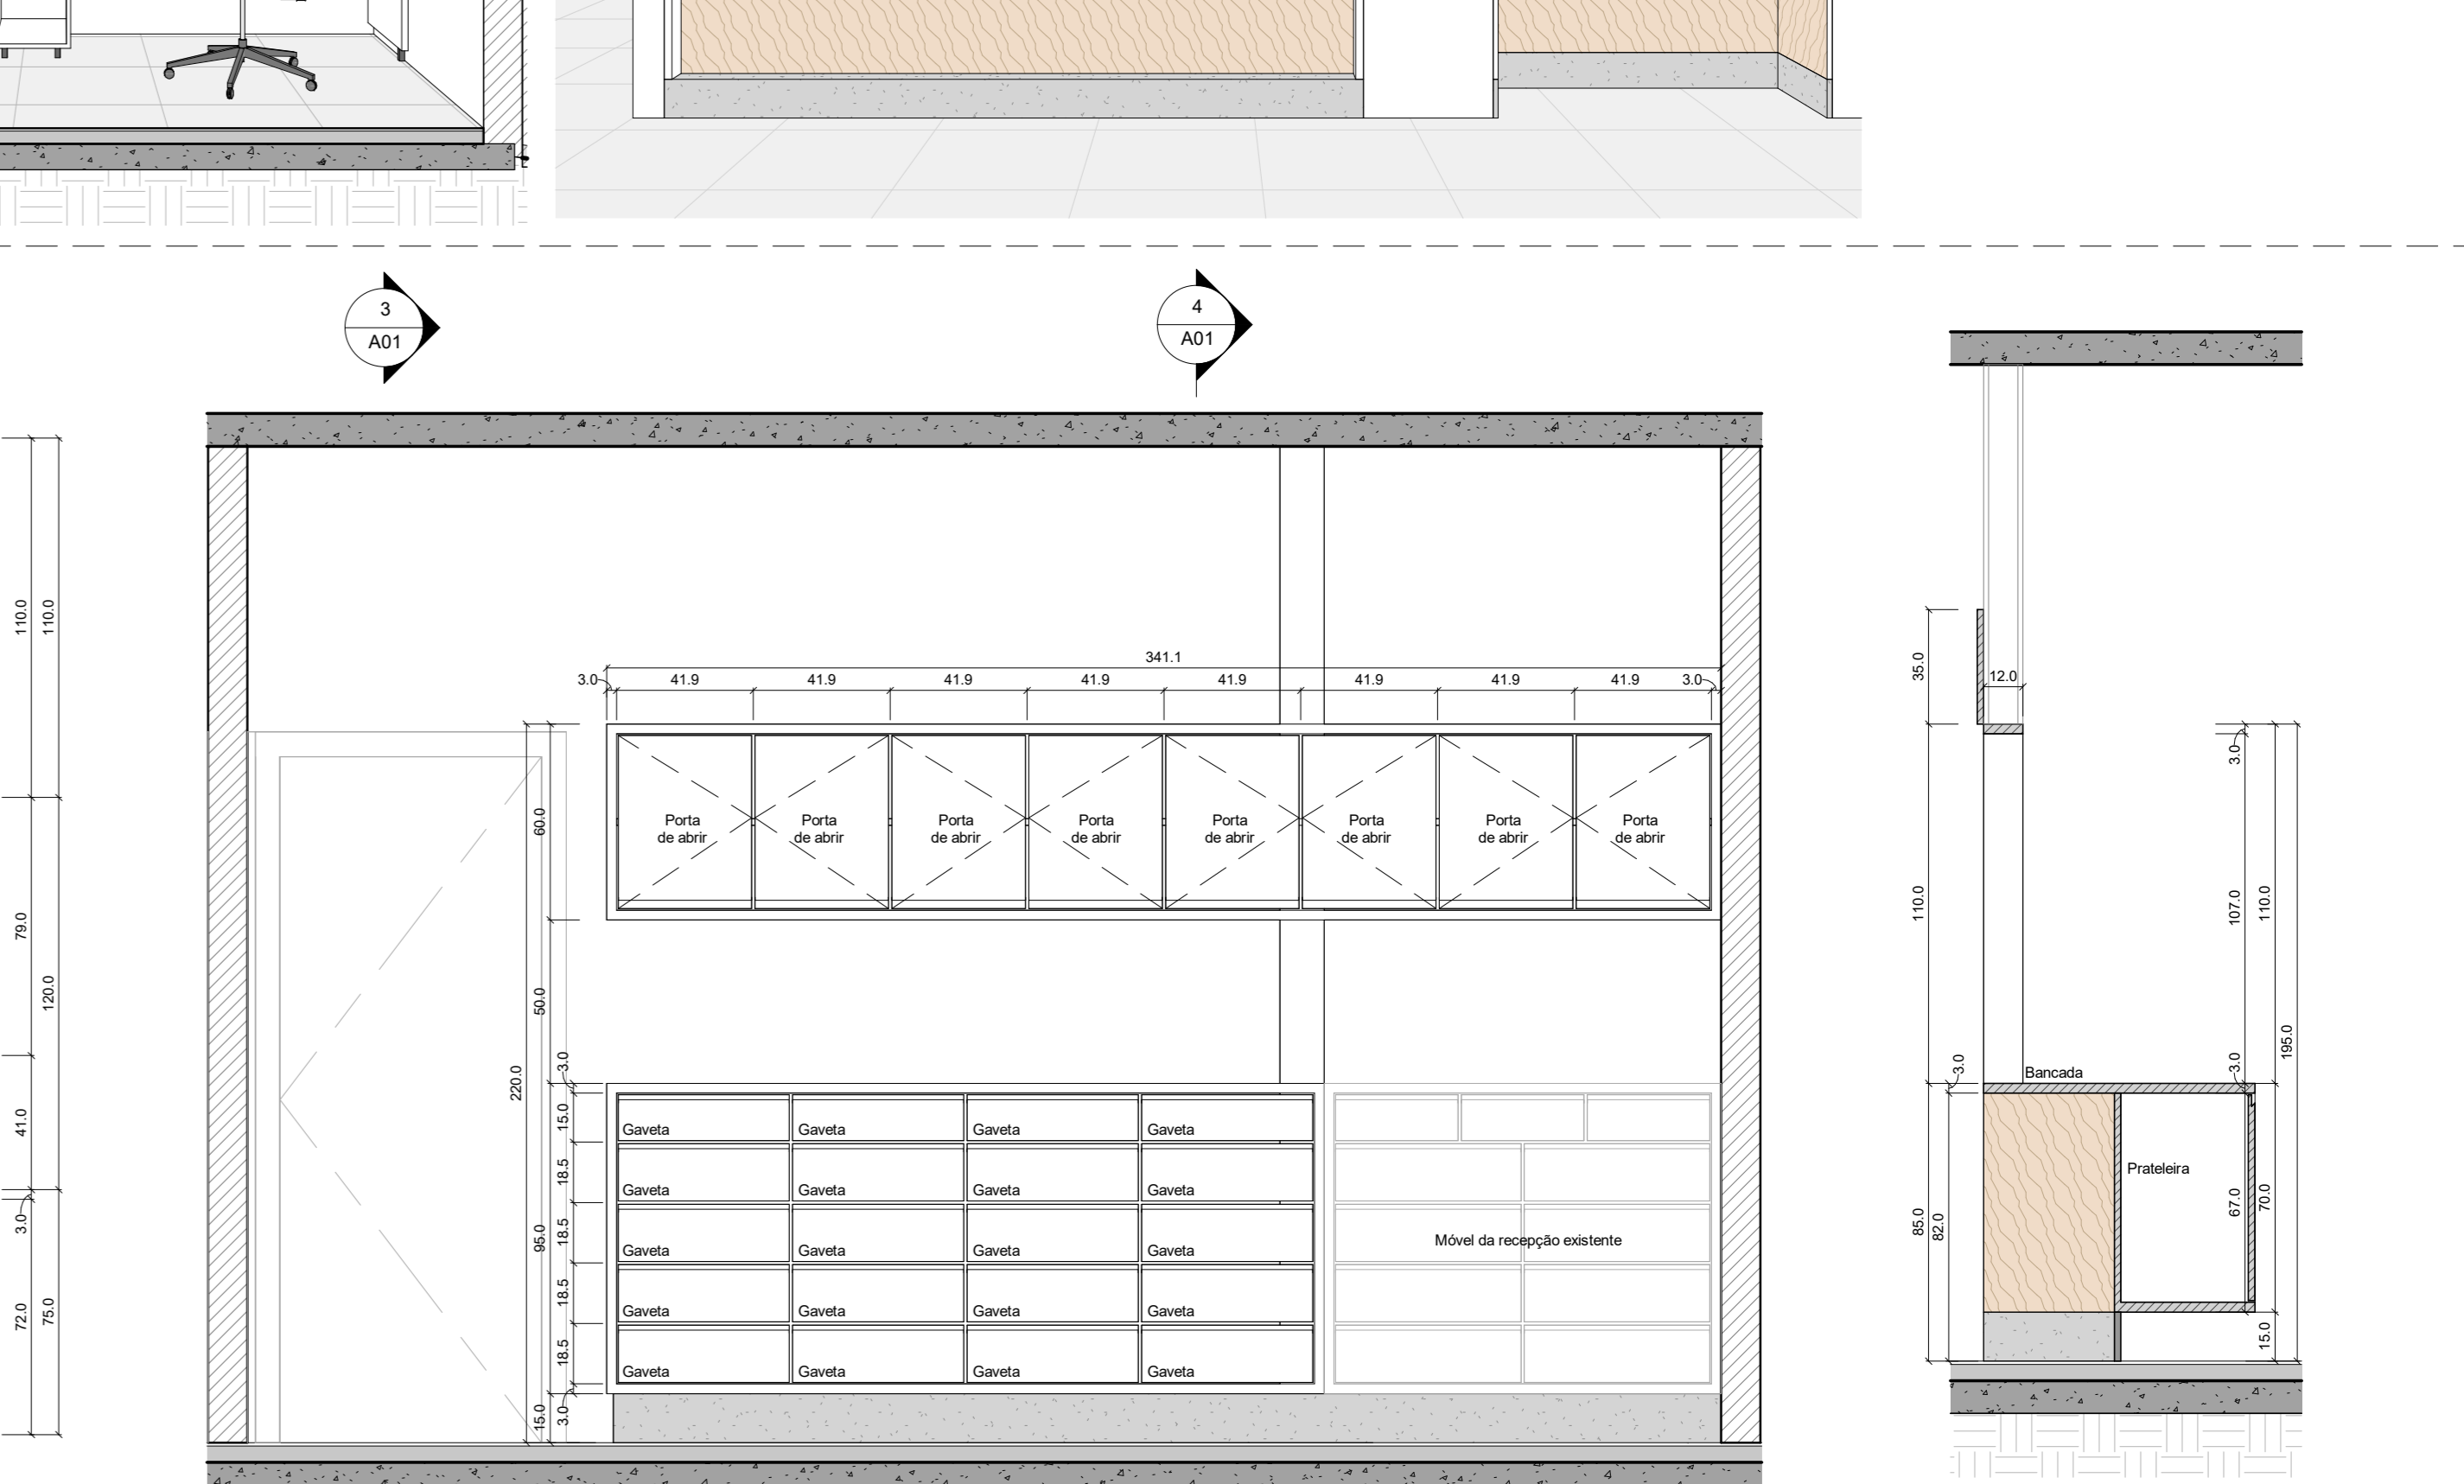 3
A01
4
A01
110.0
110.0
79.0
120.0
41.0
3.0
72.0
75.0
341.1
3.0
41.9
41.9
41.9
41.9
41.9
41.9
41.9
41.9
3.0
60.0
50.0
220.0
95.0
15.0
3.0
15.0
18.5
18.5
18.5
18.5
3.0
Porta
de abrir
Porta
de abrir
Porta
de abrir
Porta
de abrir
Porta
de abrir
Porta
de abrir
Porta
de abrir
Porta
de abrir
Gaveta
Gaveta
Gaveta
Gaveta
Gaveta
Gaveta
Gaveta
Gaveta
Gaveta
Gaveta
Gaveta
Gaveta
Móvel da recepção existente
Gaveta
Gaveta
Gaveta
Gaveta
Gaveta
Gaveta
Gaveta
Gaveta
35.0
12.0
110.0
3.0
85.0
82.0
3.0
107.0
110.0
195.0
3.0
Bancada
Prateleira
67.0
70.0
15.0